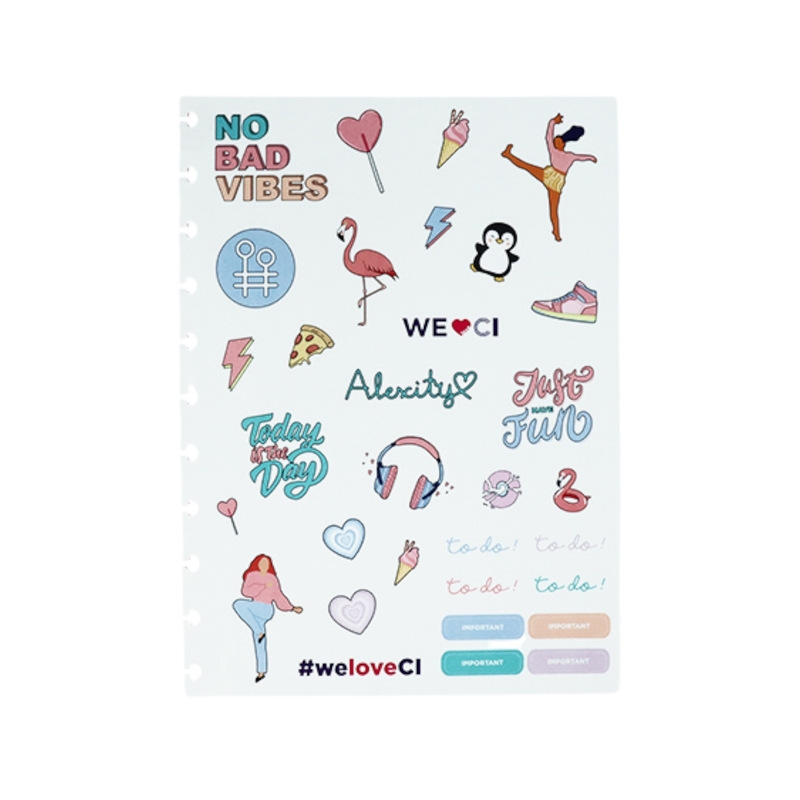 NO
BAD
VIBES
WE CI
Alexcity
Just
HAVE
Fun
Today
is the
Day
to do!
to do!
to do!
to do!
IMPORTANT
IMPORTANT
IMPORTANT
IMPORTANT
#weloveCI